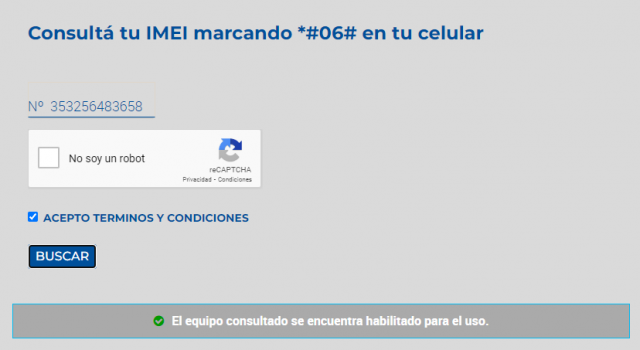 Consultá tu IMEI marcando *#06# en tu celular
Nº 353256483658
No soy un robot
reCAPTCHA
Privacidad - Condiciones
ACEPTO TERMINOS Y CONDICIONES
BUSCAR
El equipo consultado se encuentra habilitado para el uso.